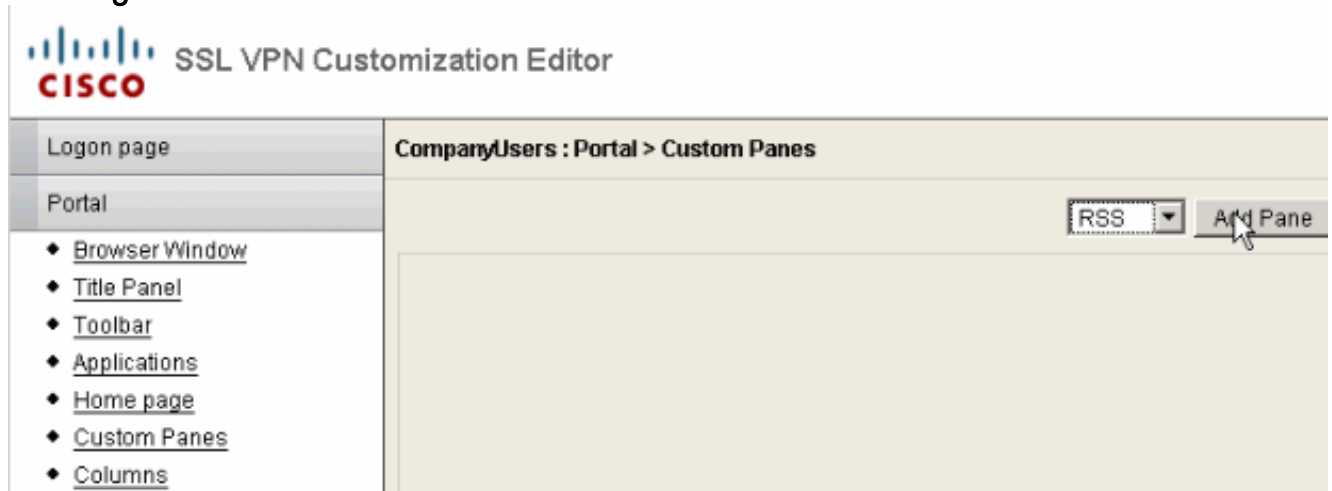 CISCO
SSL VPN Customization Editor
Logon page
CompanyUsers : Portal > Custom Panes
Portal
RSS
Add Pane
Browser Window
Title Panel
Toolbar
Applications
Home page
Custom Panes
Columns